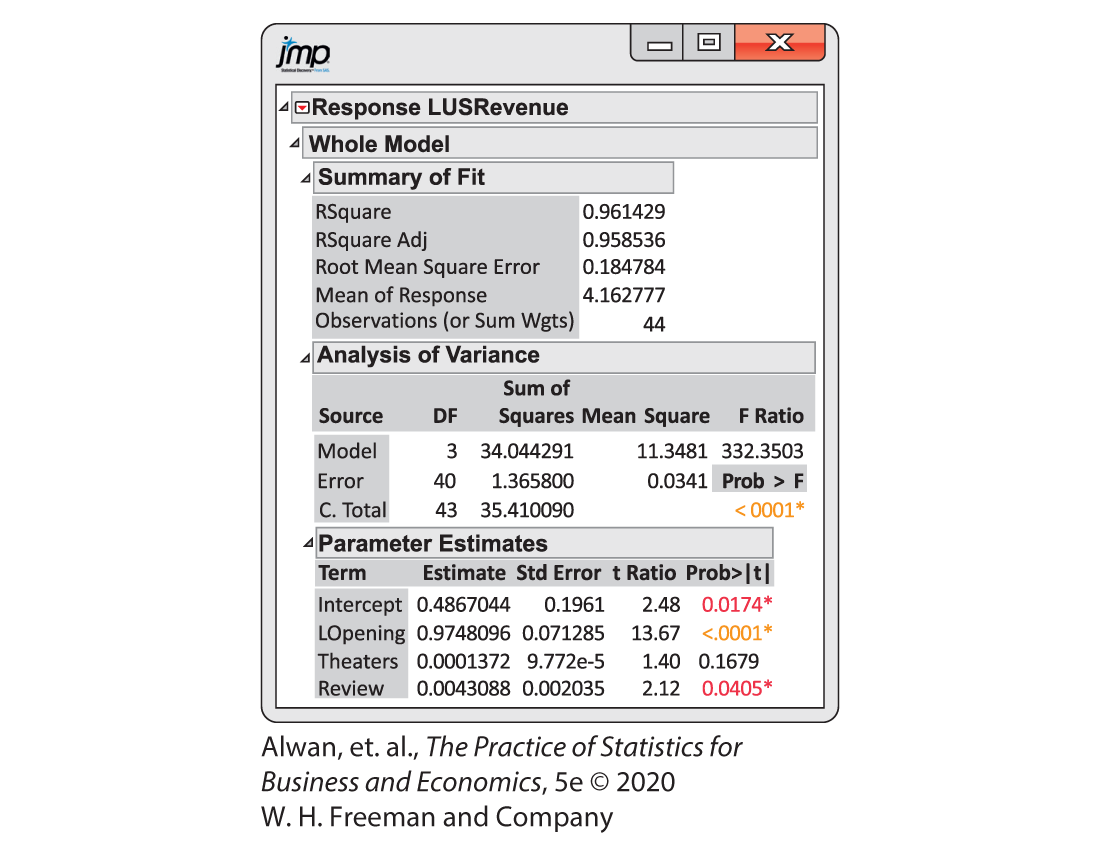 jmp
Statistical Discovery™ From SAS.
Response LUSRevenue
Whole Model
Summary of Fit
RSquare 0.961429
RSquare Adj 0.958536
Root Mean Square Error 0.184784
Mean of Response 4.162777
Observations (or Sum Wgts) 44
Analysis of Variance
Sum of
Source DF Squares Mean Square F Ratio
Model 3 34.044291 11.3481 332.3503
Error 40 1.365800 0.0341 Prob > F
C. Total 43 35.410090 < 0001*
Parameter Estimates
Term Estimate Std Error t Ratio Prob>|t|
Intercept 0.4867044 0.1961 2.48 0.0174*
LOpening 0.9748096 0.071285 13.67 <.0001*
Theaters 0.0001372 9.772e-5 1.40 0.1679
Review 0.0043088 0.002035 2.12 0.0405*
Alwan, et. al., The Practice of Statistics for
Business and Economics, 5e © 2020
W. H. Freeman and Company